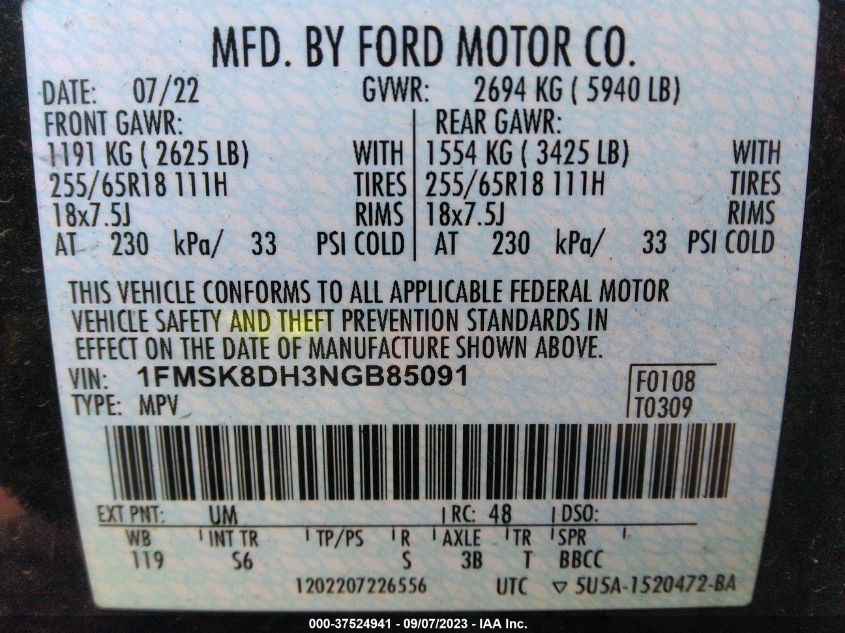 MFD. BY FORD MOTOR CO.
DATE: 07/22 GVWR: 2694 KG ( 5940 LB)
FRONT GAWR: REAR GAWR:
1191 KG ( 2625 LB) WITH 1554 KG ( 3425 LB) WITH
255/65R18 111H TIRES 255/65R18 111H TIRES
18x7.5J RIMS 18x7.5J RIMS
AT 230 kPa/ 33 PSI COLD AT 230 kPa/ 33 PSI COLD
THIS VEHICLE CONFORMS TO ALL APPLICABLE FEDERAL MOTOR
VEHICLE SAFETY AND THEFT PREVENTION STANDARDS IN
EFFECT ON THE DATE OF MANUFACTURE SHOWN ABOVE.
VIN: 1FMSK8DH3NGB85091 F0108
TYPE: MPV T0309
EXT PNT: UM RC: 48 DSO:
WB INT TR TP/PS R AXLE TR SPR
119 S6 S 3B T BBCC
1202207226556 UTC ▽ 5U5A-1520472-BA
000-37524941 - 09/07/2023 - IAA Inc.